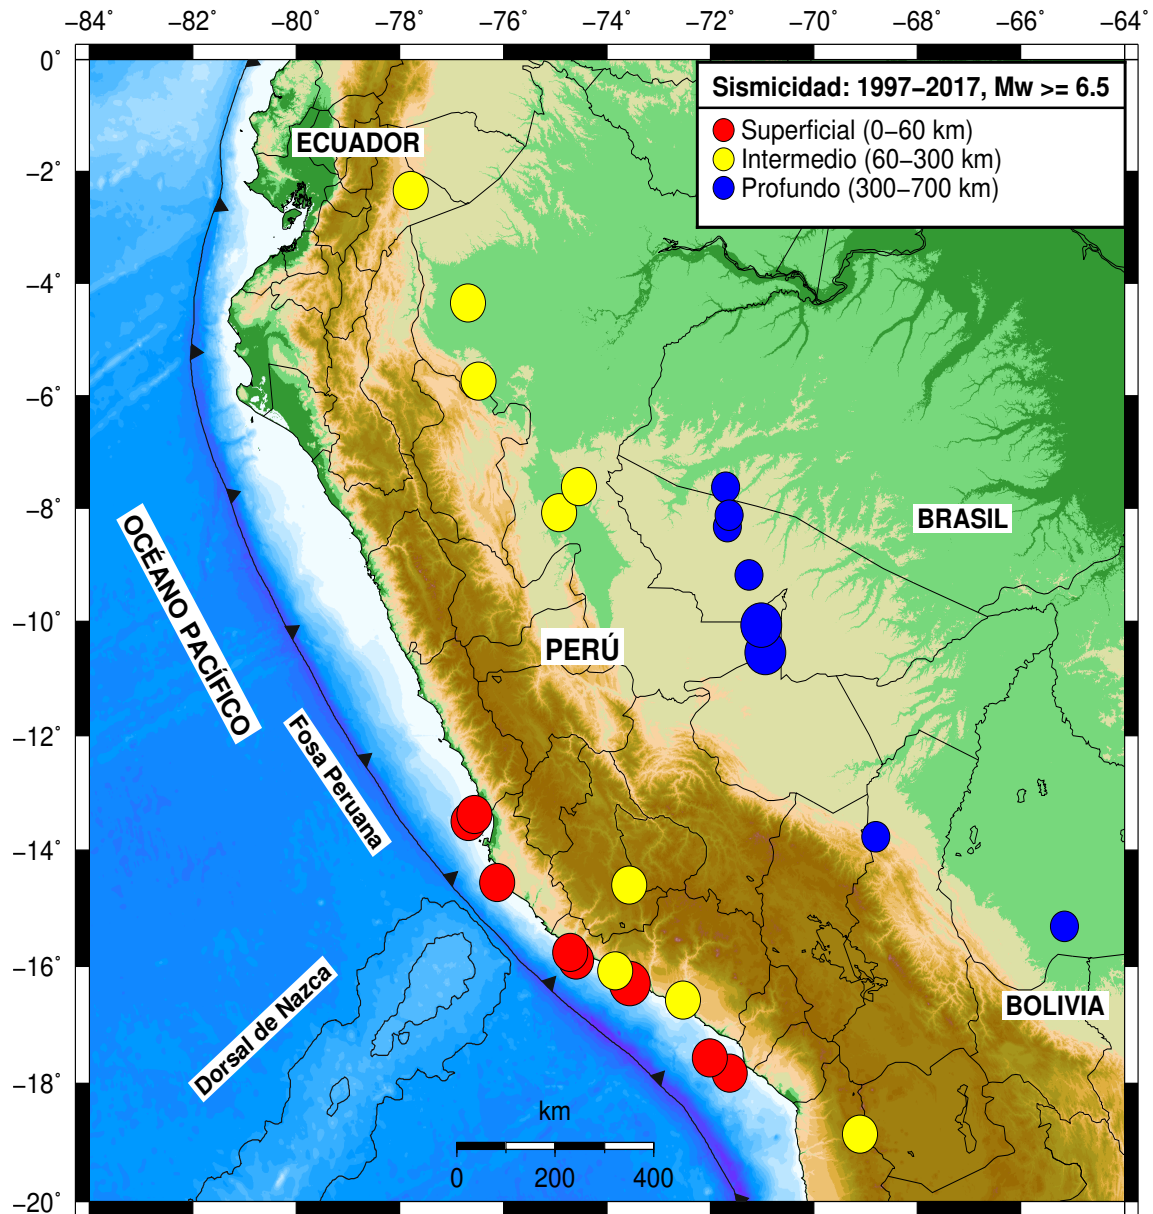 −84 −82 −80 −78 −76 −74 −72 −70 −68 −66 −64
0˚
−2˚
−4˚
−6˚
−8˚
−10˚
−12˚
−14˚
−16˚
−18˚
−20˚
Sismicidad: 1997−2017, Mw >= 6.5
Superficial (0−60 km)
Intermedio (60−300 km)
Profundo (300−700 km)
ECUADOR
BRASIL
OCÉANO PACÍFICO
PERÚ
Fosa Peruana
Dorsal de Nazca
BOLIVIA
km
0 200 400